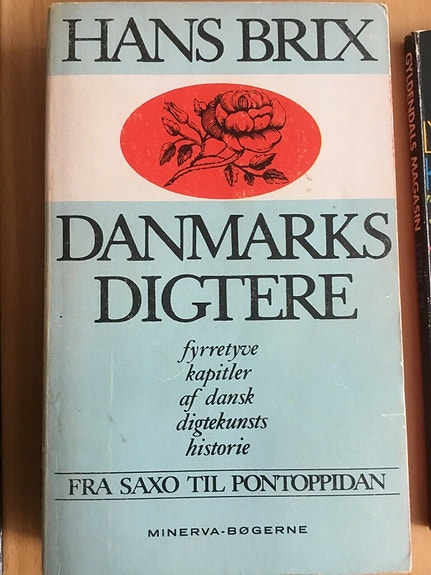 HANS BRIX
DANMARKS
DIGTERE
fyrretyve
kapitler
af dansk
digtekunsts
historie
FRA SAXO TIL PONTOPPIDAN
MINERVA-BØGERNE
GYLDENDALS MAGASIN